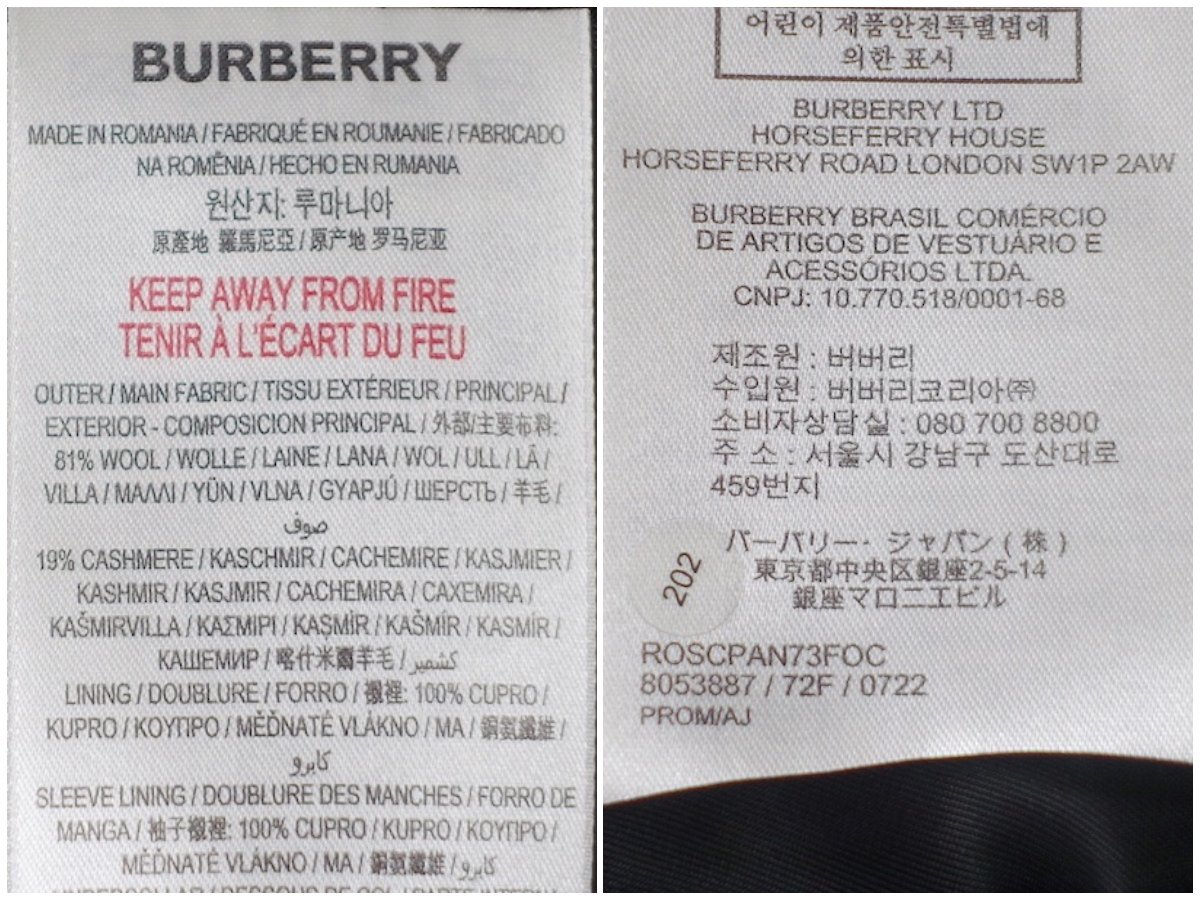 BURBERRY
MADE IN ROMANIA / FABRIQUÉ EN ROUMANIE / FABRICADO
NA ROMÊNIA / HECHO EN RUMANIA
원산지: 루마니아
原產地 羅馬尼亞 / 原产地 罗马尼亚
KEEP AWAY FROM FIRE
TENIR À L'ÉCART DU FEU
OUTER / MAIN FABRIC / TISSU EXTÉRIEUR / PRINCIPAL /
EXTERIOR - COMPOSICION PRINCIPAL / 外部/主要布料:
81% WOOL / WOLLE / LAINE / LANA / WOL / ULL / LÃ /
VILLA / ΜΑΛΛΙ / YÜN / VLNA / GYAPJÚ / ШЕРСТЬ / 羊毛 /
صوف
19% CASHMERE / KASCHMIR / CACHEMIRE / KASJMIER /
KASHMIR / KASJMIR / CACHEMIRA / CAXEMIRA /
KAŠMIRVILLA / ΚΑΣΜΙΡΙ / KAŞMİR / KAŠMÍR / KASMÍR /
КАШЕМИР / 喀什米爾羊毛 / كشمير
LINING / DOUBLURE / FORRO / 襯裡: 100% CUPRO /
KUPRO / ΚΟΥΠΡΟ / MĚĎNATÉ VLÁKNO / MA / 銅氨纖維 /
كابرو
SLEEVE LINING / DOUBLURE DES MANCHES / FORRO DE
MANGA / 袖子襯裡: 100% CUPRO / KUPRO / ΚΟΥΠΡΟ /
MĚĎNATÉ VLÁKNO / MA / 銅氨纖維 / كابرو
어린이 제품안전특별법에
의한 표시
BURBERRY LTD
HORSEFERRY HOUSE
HORSEFERRY ROAD LONDON SW1P 2AW
BURBERRY BRASIL COMÉRCIO
DE ARTIGOS DE VESTUÁRIO E
ACESSÓRIOS LTDA.
CNPJ: 10.770.518/0001-68
제조원 : 버버리
수입원 : 버버리코리아㈜
소비자상담실 : 080 700 8800
주 소 : 서울시 강남구 도산대로
459번지
バーバリー・ジャパン ( 株 )
東京都中央区銀座2-5-14
銀座マロニエビル
202
ROSCPAN73FOC
8053887 / 72F / 0722
PROM/AJ